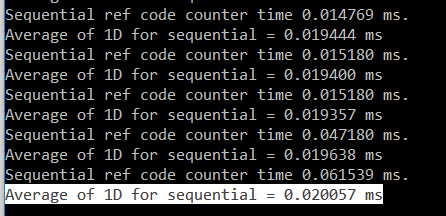 Sequential ref code counter time 0.014769 ms.
Average of 1D for sequential = 0.019444 ms
Sequential ref code counter time 0.015180 ms.
Average of 1D for sequential = 0.019400 ms
Sequential ref code counter time 0.015180 ms.
Average of 1D for sequential = 0.019357 ms
Sequential ref code counter time 0.047180 ms.
Average of 1D for sequential = 0.019638 ms
Sequential ref code counter time 0.061539 ms.
Average of 1D for sequential = 0.020057 ms